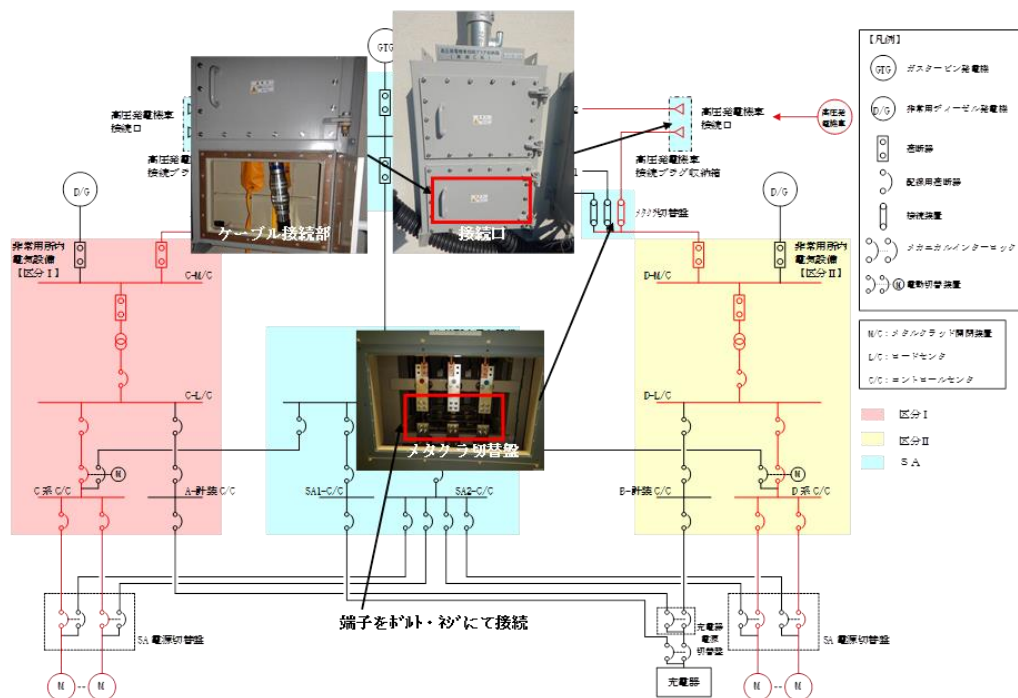 GTG
高圧発電機車
接続口
高圧発電
接続プラ
ケーブル接続部
接続口
高圧発電機車
接続口
高圧発電機車
接続プラグ収納箱
高圧発
電機車
D/G
D/G
メタクラ切替盤
非常用所内
電気設備
【区分Ⅰ】
C-M/C
C-L/C
C系 C/C
A-計装 C/C
M
非常用所内
電気設備
【区分Ⅱ】
D-M/C
D-L/C
B-計装 C/C
D系 C/C
M
メタクラ切替盤
SA1-C/C
SA2-C/C
端子をボルト・ネジにて接続
SA 電源切替盤
M
M
充電器
電源
切替盤
充電器
SA 電源切替盤
M
M
【凡例】
GTG
ガスタービン発電機
D/G
非常用ディーゼル発電機
遮断器
配線用遮断器
接続装置
メカニカルインターロック
M
電動切替装置
M/C：メタルクラッド開閉装置
L/C：ロードセンタ
C/C：コントロールセンタ
区分Ⅰ
区分Ⅱ
SA